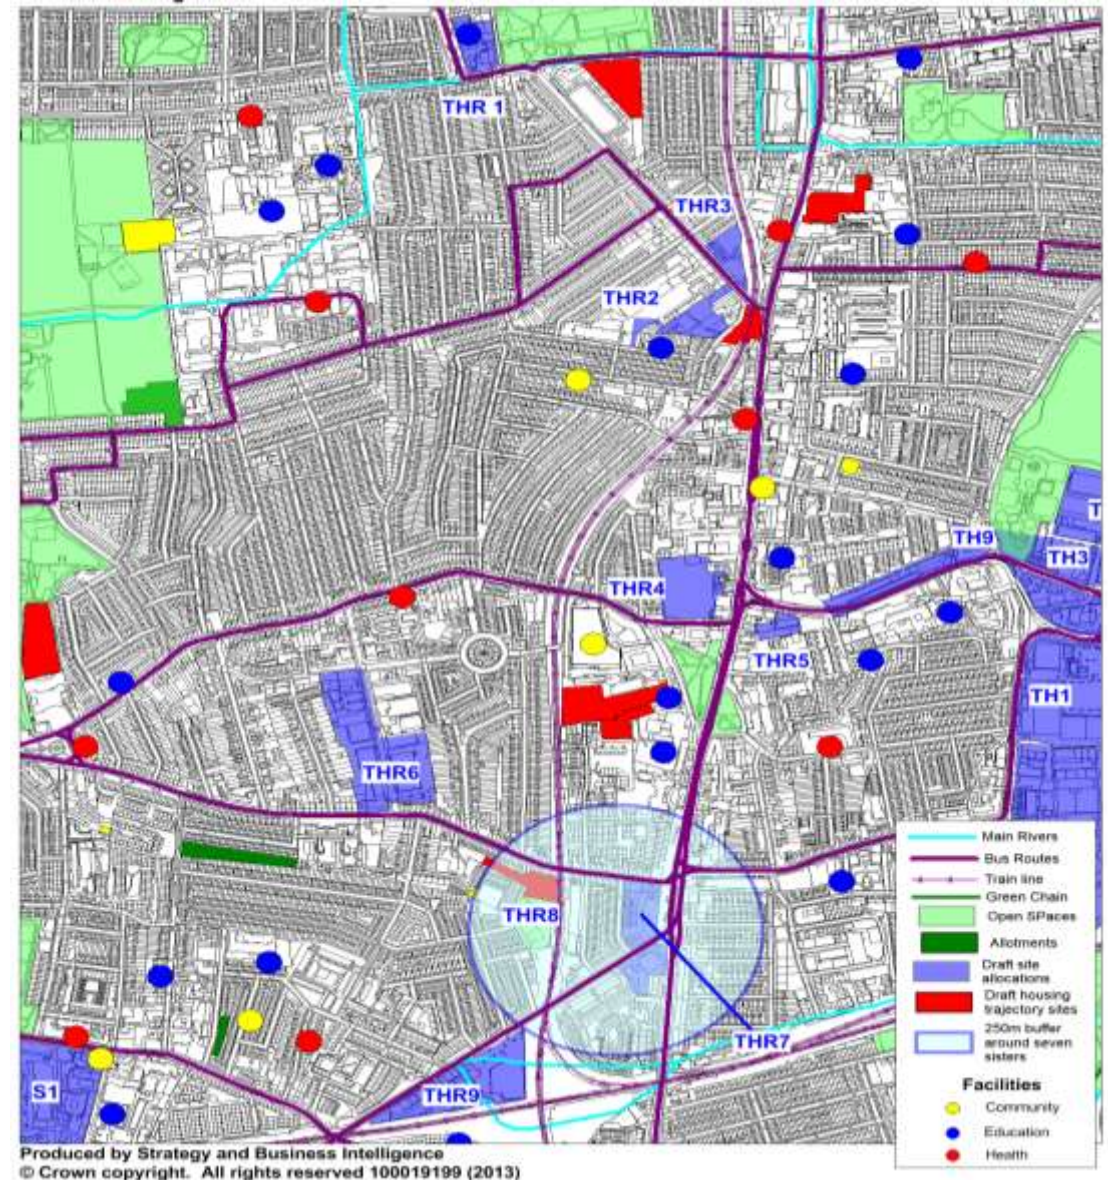 THR 1
THR3
THR2
TH9
TH3
THR4
THR5
TH1
THR6
THR8
THR7
THR9
S1
Main Rivers
Bus Routes
Train line
Green Chain
Open SPaces
Allotments
Draft site
allocations
Draft housing
trajectory sites
250m buffer
around seven
sisters
Facilities
Community
Education
Health
Produced by Strategy and Business Intelligence
© Crown copyright. All rights reserved 100019199 (2013)